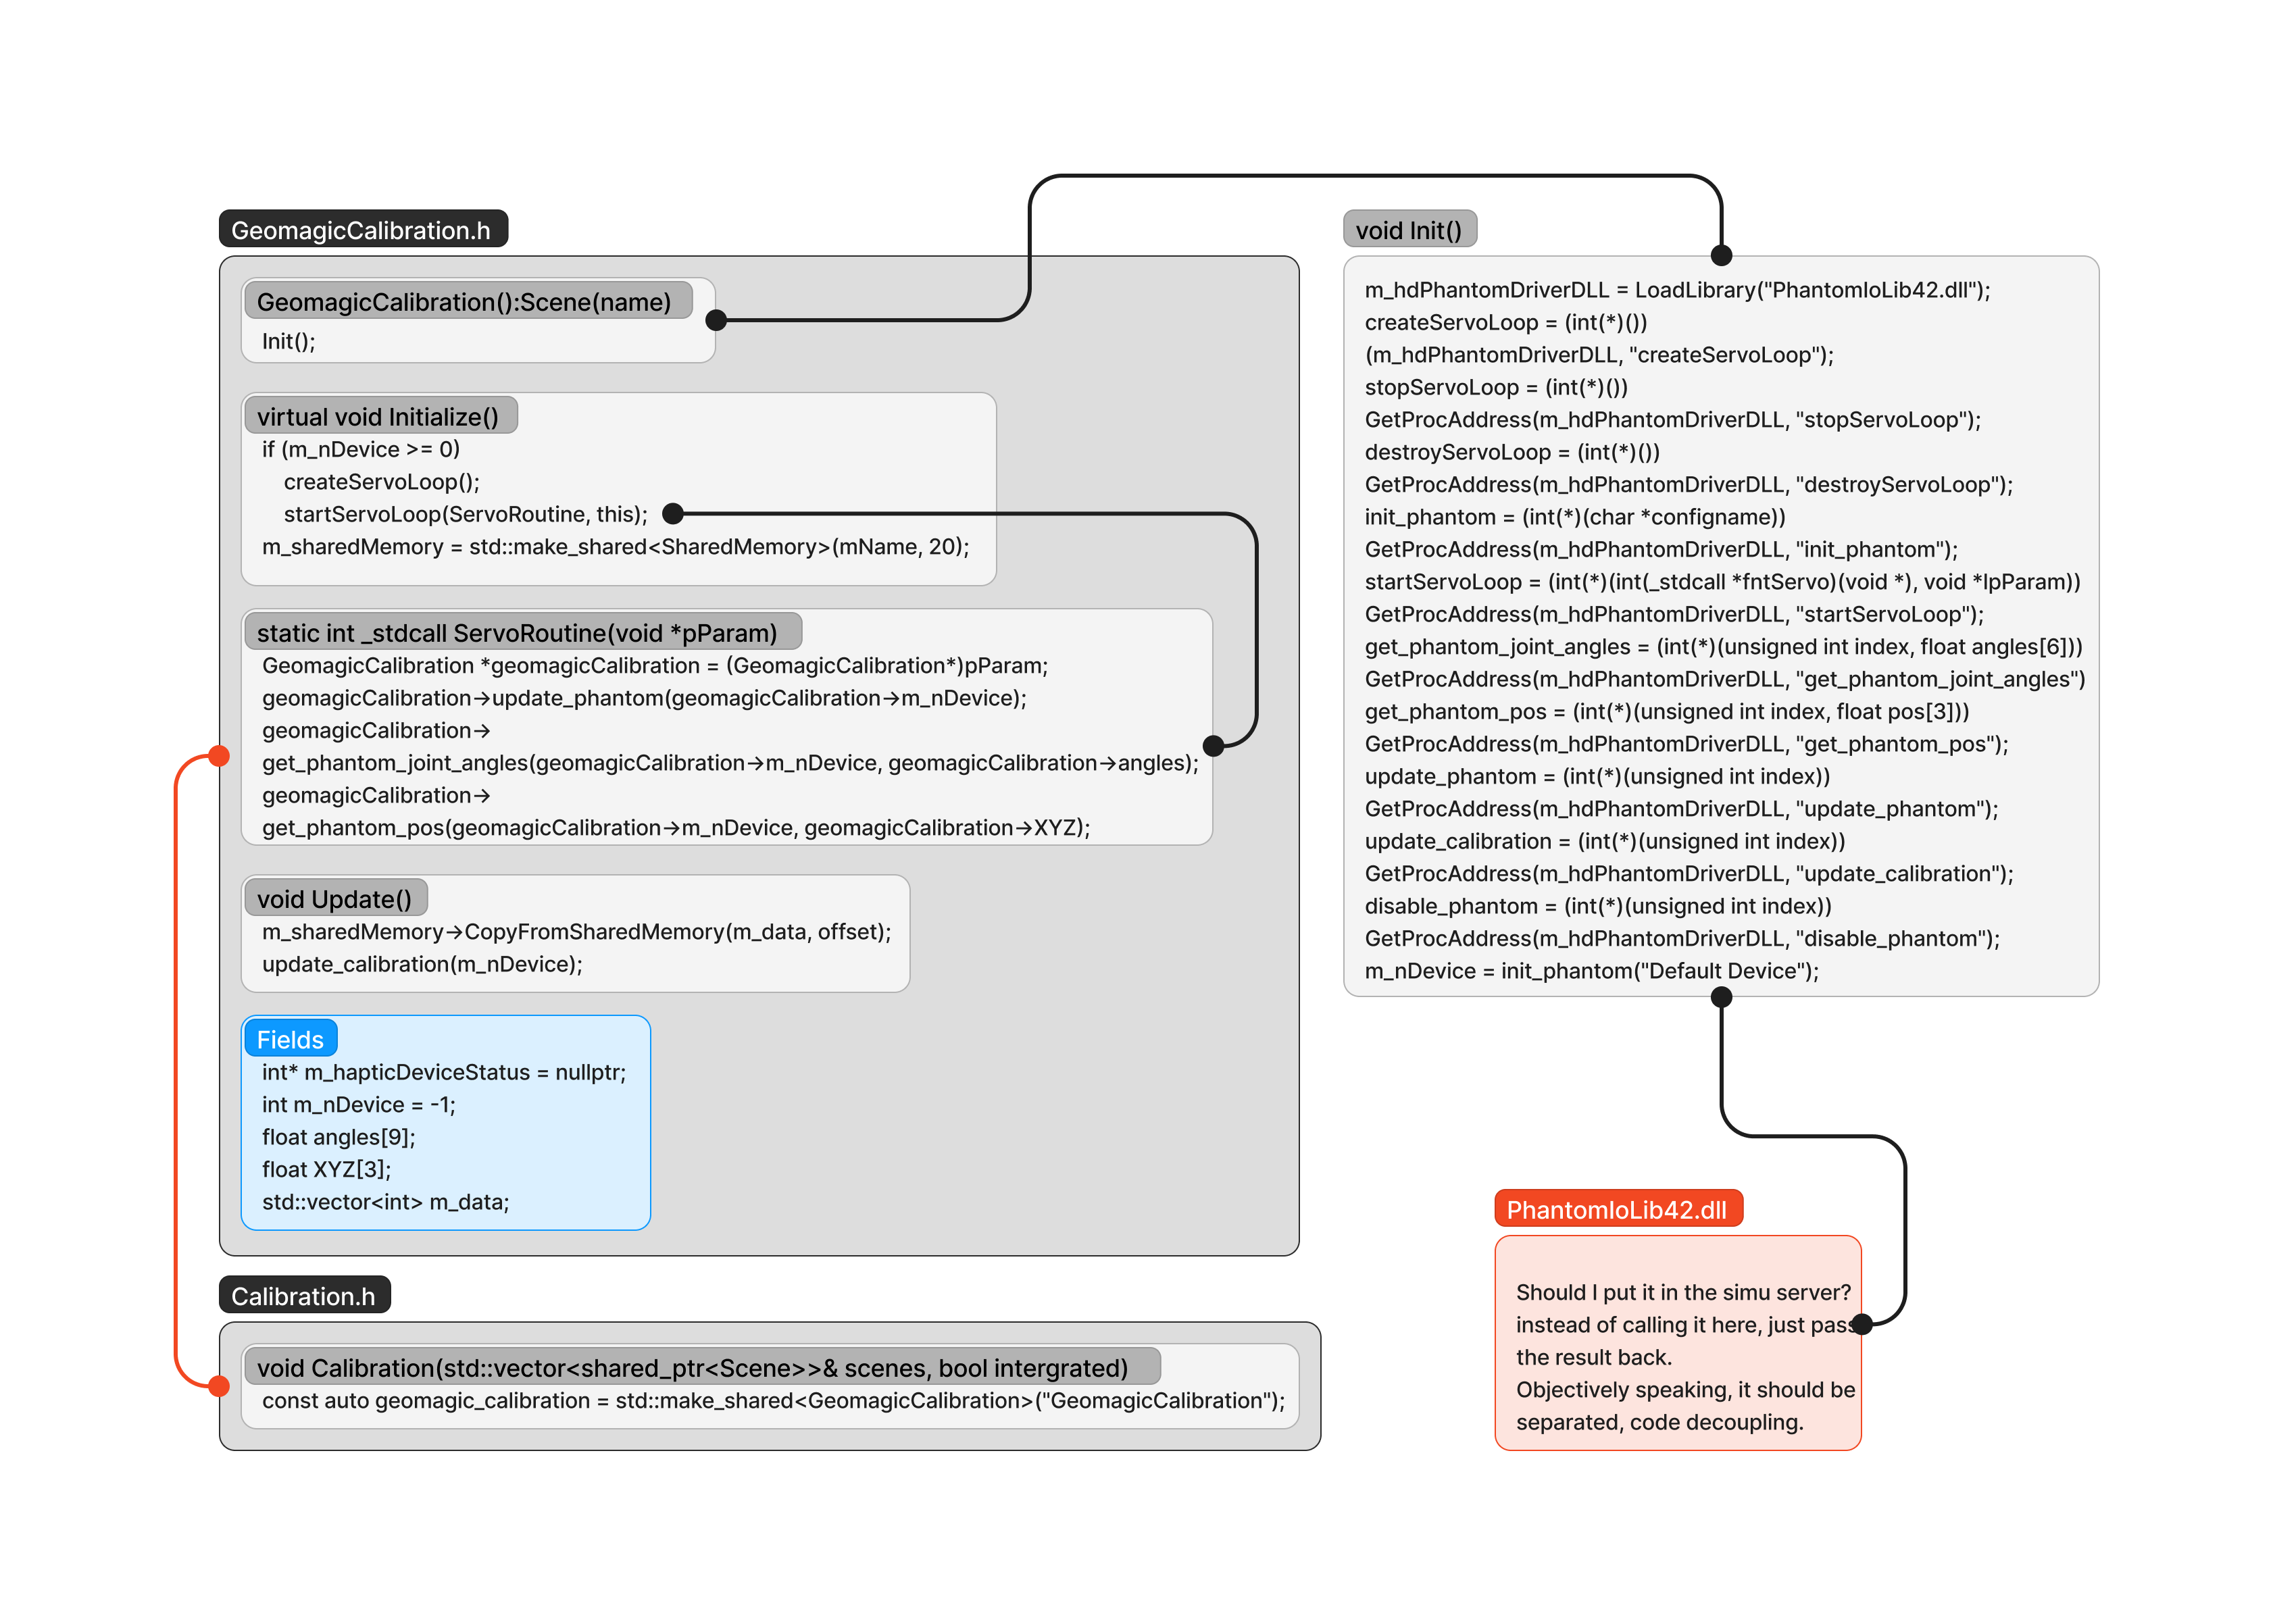 GeomagicCalibration.h
GeomagicCalibration():Scene(name)
Init();
virtual void Initialize()
if (m_nDevice >= 0)
createServoLoop();
startServoLoop(ServoRoutine, this);
m_sharedMemory = std::make_shared<SharedMemory>(mName, 20);
static int _stdcall ServoRoutine(void *pParam)
GeomagicCalibration *geomagicCalibration = (GeomagicCalibration*)pParam;
geomagicCalibration→update_phantom(geomagicCalibration→m_nDevice);
geomagicCalibration→
get_phantom_joint_angles(geomagicCalibration→m_nDevice, geomagicCalibration→angles);
geomagicCalibration→
get_phantom_pos(geomagicCalibration→m_nDevice, geomagicCalibration→XYZ);
void Update()
m_sharedMemory→CopyFromSharedMemory(m_data, offset);
update_calibration(m_nDevice);
Fields
int* m_hapticDeviceStatus = nullptr;
int m_nDevice = -1;
float angles[9];
float XYZ[3];
std::vector<int> m_data;
Calibration.h
void Calibration(std::vector<shared_ptr<Scene>>& scenes, bool intergrated)
const auto geomagic_calibration = std::make_shared<GeomagicCalibration>("GeomagicCalibration");
void Init()
m_hdPhantomDriverDLL = LoadLibrary("PhantomIoLib42.dll");
createServoLoop = (int(*)())
(m_hdPhantomDriverDLL, "createServoLoop");
stopServoLoop = (int(*)())
GetProcAddress(m_hdPhantomDriverDLL, "stopServoLoop");
destroyServoLoop = (int(*)())
GetProcAddress(m_hdPhantomDriverDLL, "destroyServoLoop");
init_phantom = (int(*)(char *configname))
GetProcAddress(m_hdPhantomDriverDLL, "init_phantom");
startServoLoop = (int(*)(int(_stdcall *fntServo)(void *), void *lpParam))
GetProcAddress(m_hdPhantomDriverDLL, "startServoLoop");
get_phantom_joint_angles = (int(*)(unsigned int index, float angles[6]))
GetProcAddress(m_hdPhantomDriverDLL, "get_phantom_joint_angles")
get_phantom_pos = (int(*)(unsigned int index, float pos[3]))
GetProcAddress(m_hdPhantomDriverDLL, "get_phantom_pos");
update_phantom = (int(*)(unsigned int index))
GetProcAddress(m_hdPhantomDriverDLL, "update_phantom");
update_calibration = (int(*)(unsigned int index))
GetProcAddress(m_hdPhantomDriverDLL, "update_calibration");
disable_phantom = (int(*)(unsigned int index))
GetProcAddress(m_hdPhantomDriverDLL, "disable_phantom");
m_nDevice = init_phantom("Default Device");
PhantomIoLib42.dll
Should I put it in the simu server?
instead of calling it here, just pass
the result back.
Objectively speaking, it should be
separated, code decoupling.